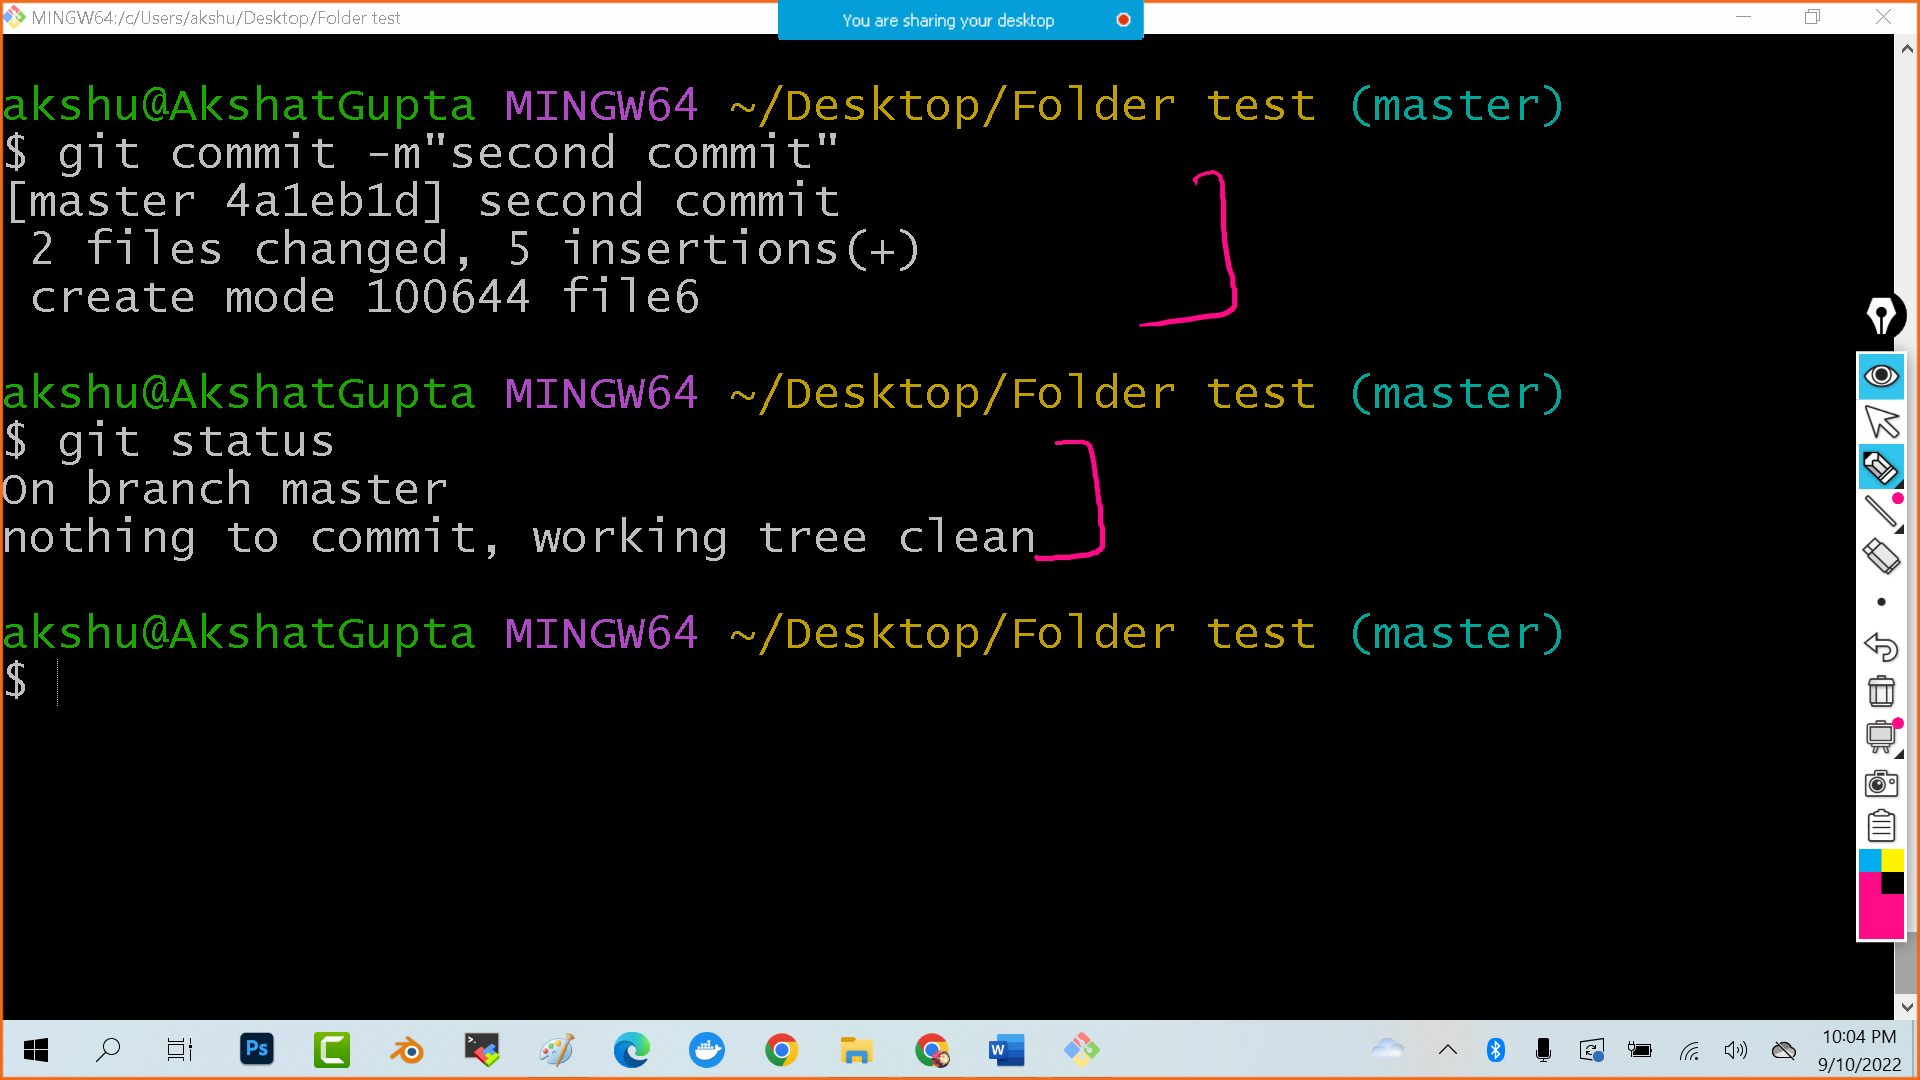 MINGW64:/c/Users/akshu/Desktop/Folder test
You are sharing your desktop
akshu@AkshatGupta MINGW64 ~/Desktop/Folder test (master)
$ git commit -m"second commit"
[master 4a1eb1d] second commit
 2 files changed, 5 insertions(+)
 create mode 100644 file6
akshu@AkshatGupta MINGW64 ~/Desktop/Folder test (master)
$ git status
On branch master
nothing to commit, working tree clean
akshu@AkshatGupta MINGW64 ~/Desktop/Folder test (master)
$
Ps
W
10:04 PM
9/10/2022